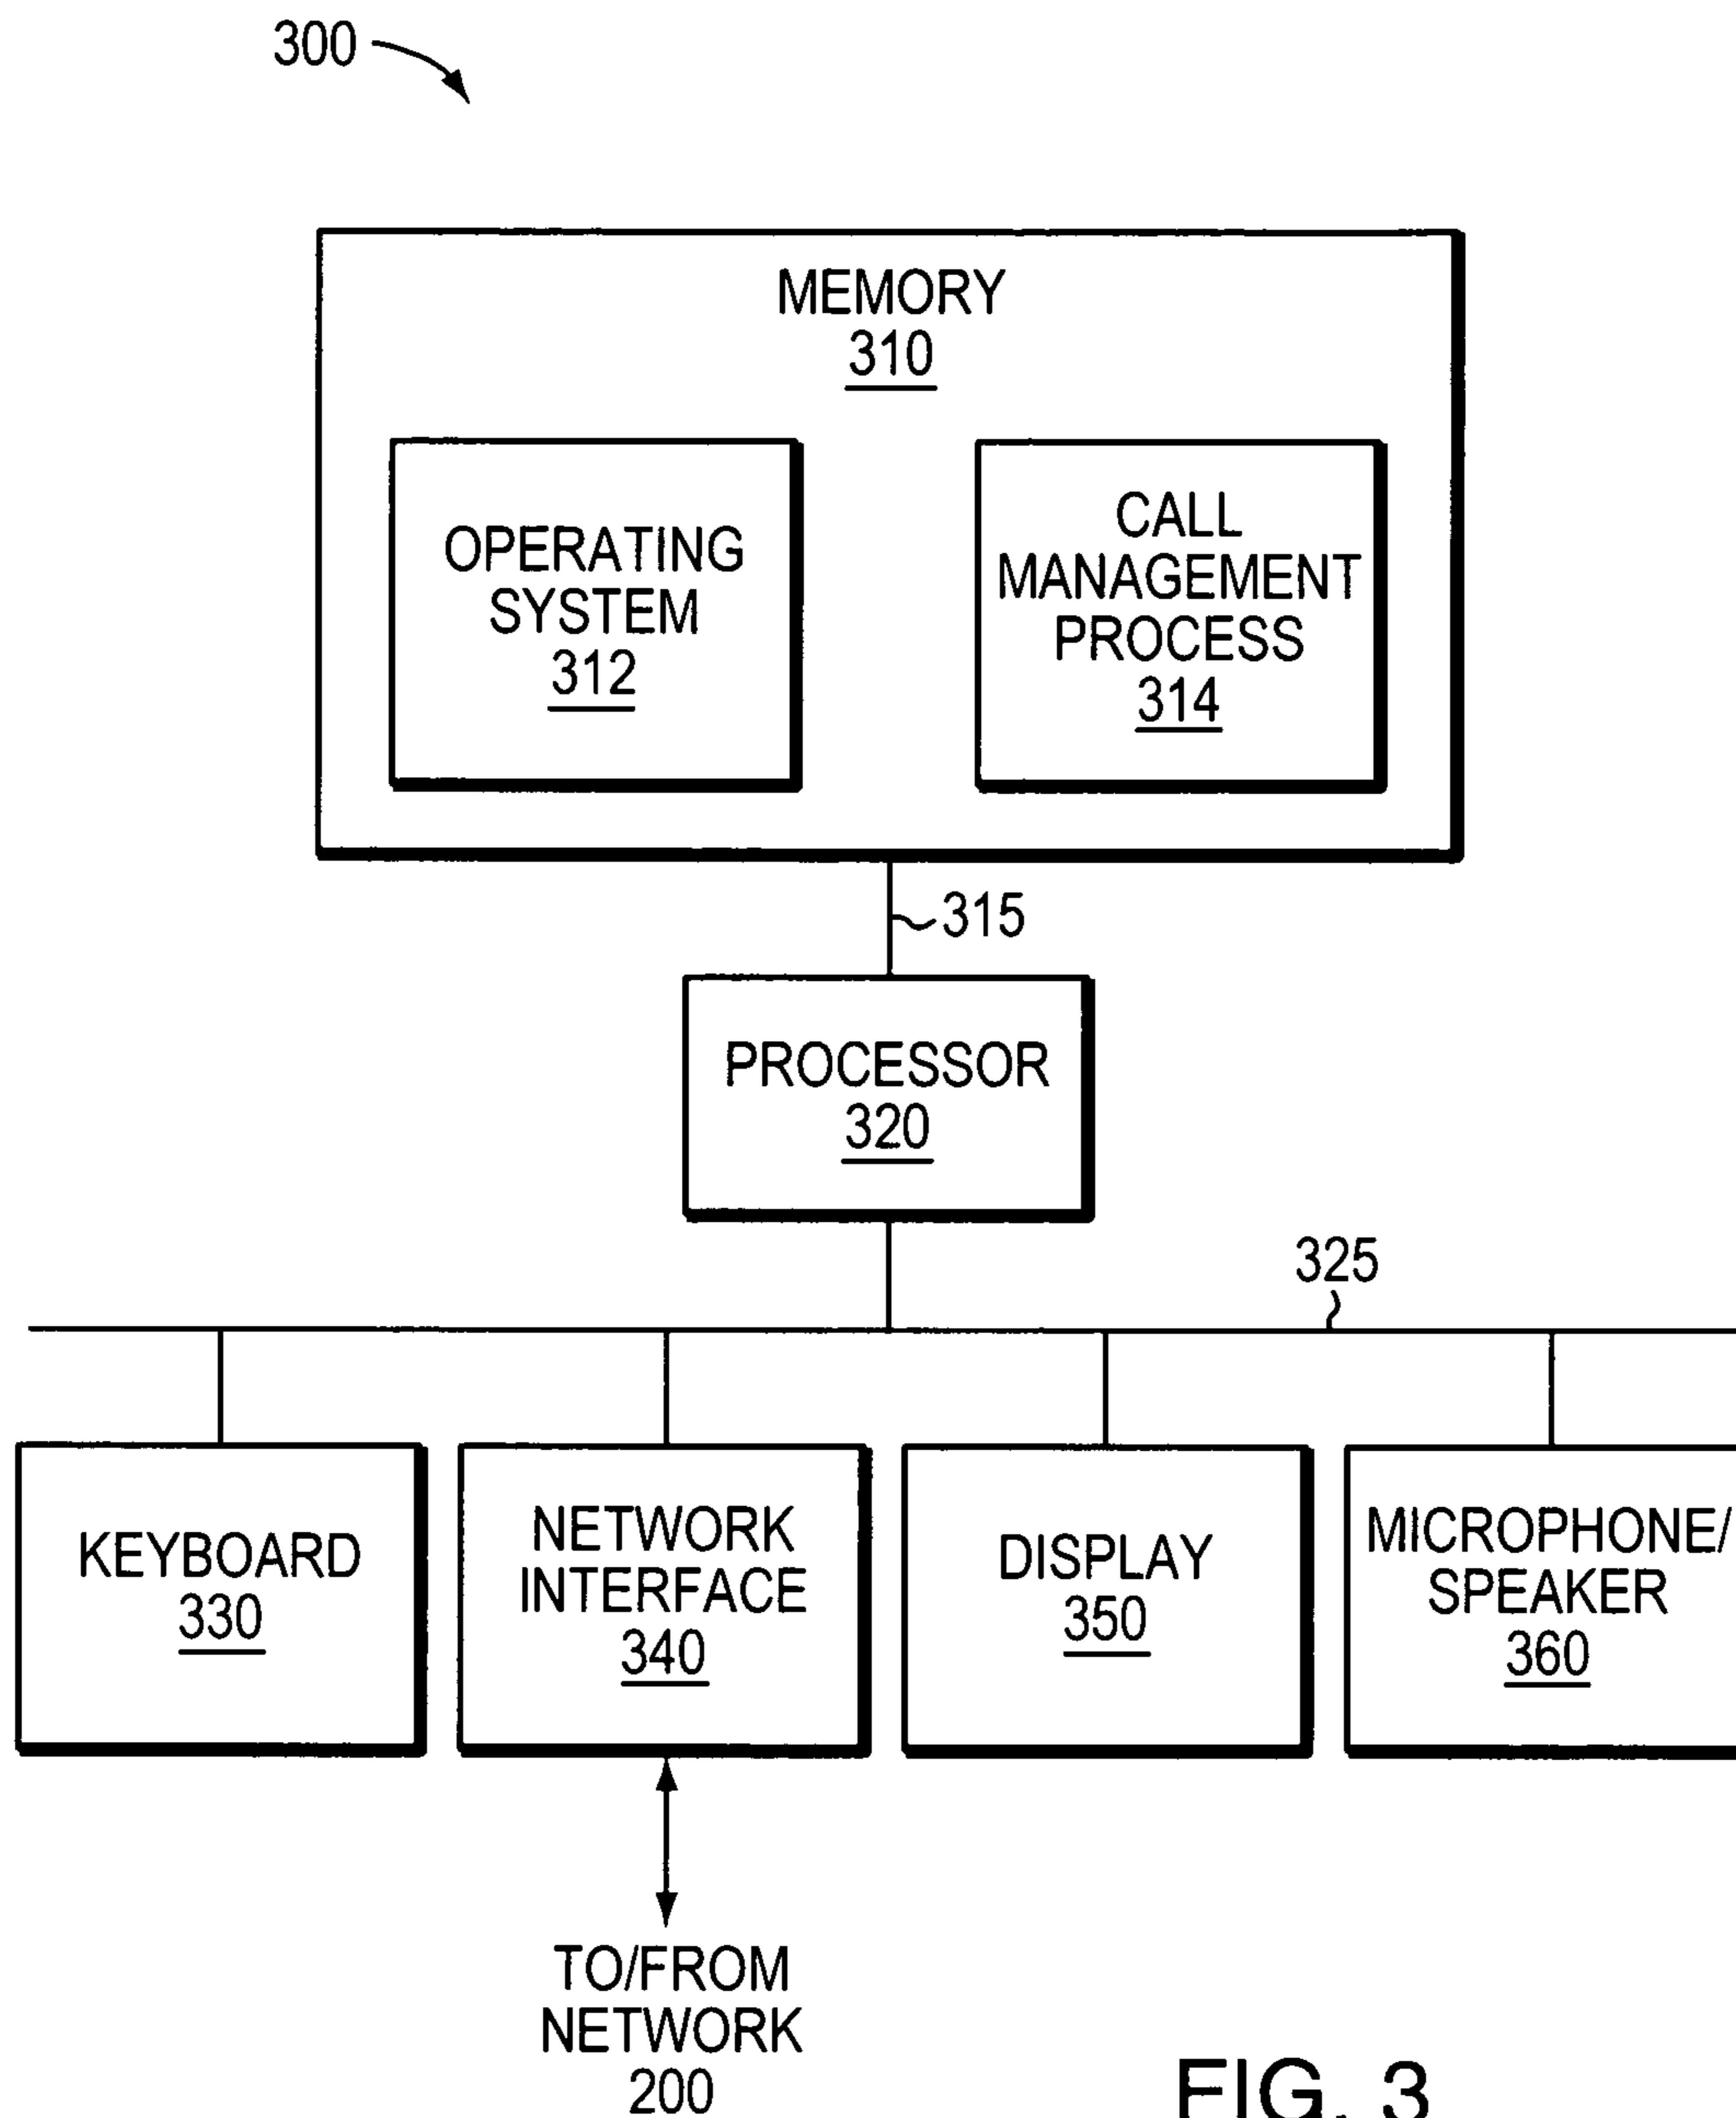 300
MEMORY
310
OPERATING
SYSTEM
312
CALL
MANAGEMENT
PROCESS
314
315
PROCESSOR
320
325
KEYBOARD
330
NETWORK
INTERFACE
340
DISPLAY
350
MICROPHONE/
SPEAKER
360
TO/FROM
NETWORK
200
FIG. 3